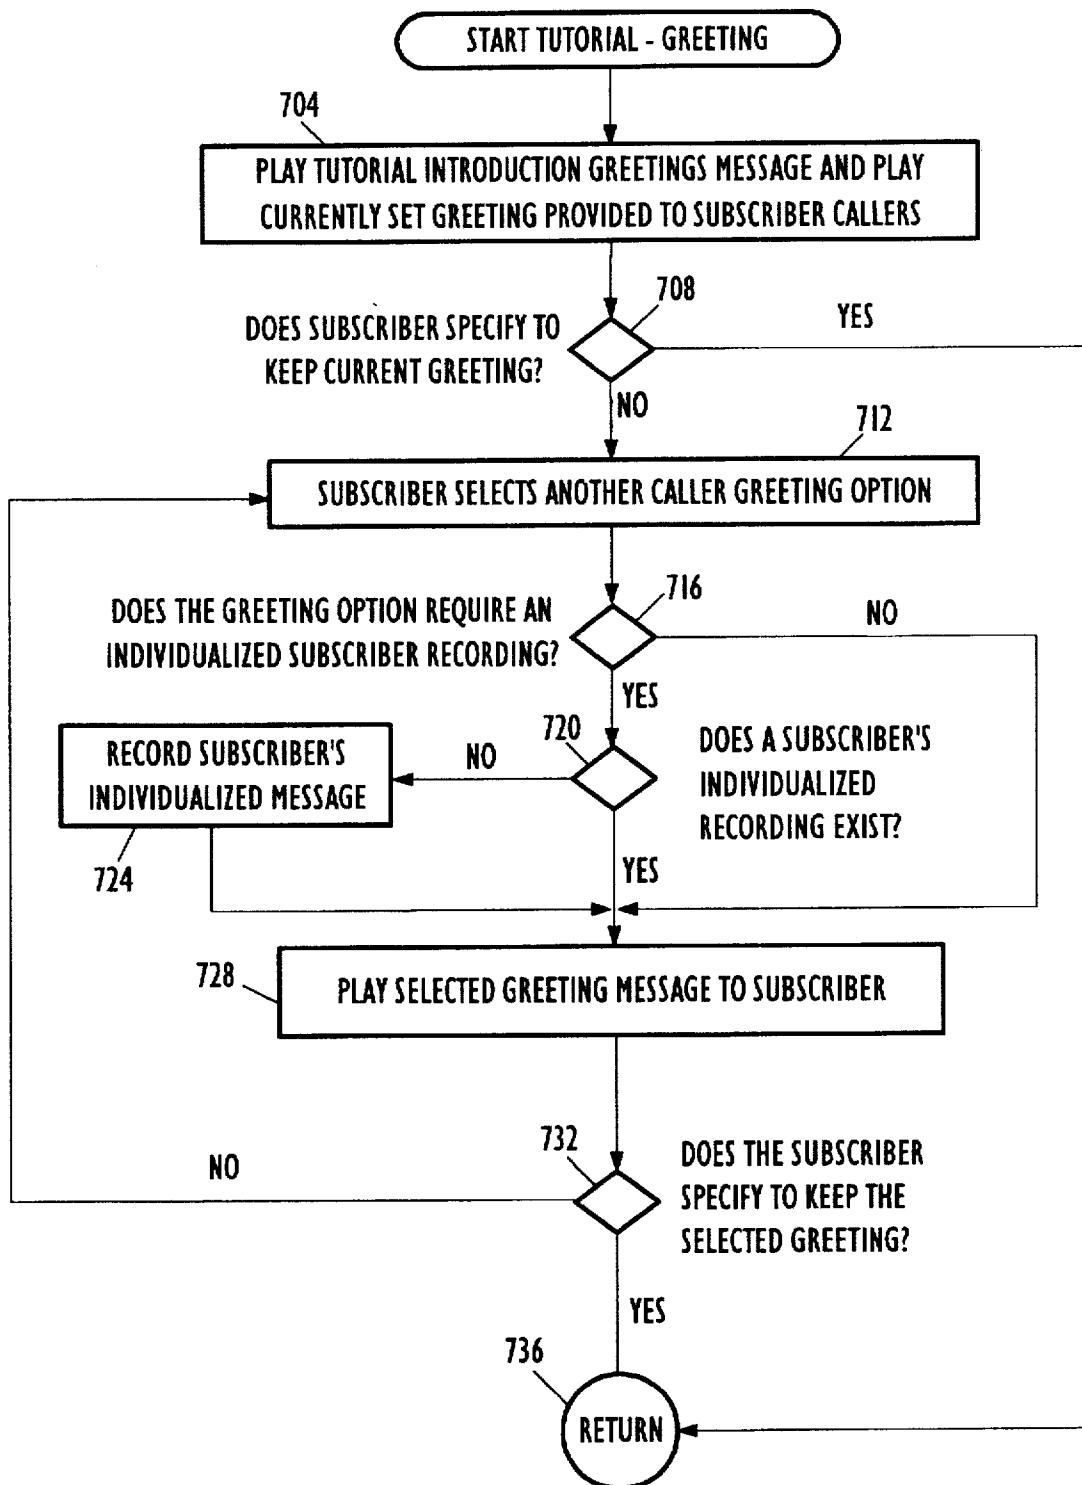 START TUTORIAL - GREETING
704
PLAY TUTORIAL INTRODUCTION GREETINGS MESSAGE AND PLAY
CURRENTLY SET GREETING PROVIDED TO SUBSCRIBER CALLERS
708
YES
DOES SUBSCRIBER SPECIFY TO
KEEP CURRENT GREETING?
NO
712
SUBSCRIBER SELECTS ANOTHER CALLER GREETING OPTION
716
NO
DOES THE GREETING OPTION REQUIRE AN
INDIVIDUALIZED SUBSCRIBER RECORDING?
YES
720
NO
RECORD SUBSCRIBER'S
INDIVIDUALIZED MESSAGE
724
DOES A SUBSCRIBER'S
INDIVIDUALIZED
RECORDING EXIST?
YES
728
PLAY SELECTED GREETING MESSAGE TO SUBSCRIBER
732
NO
DOES THE SUBSCRIBER
SPECIFY TO KEEP THE
SELECTED GREETING?
YES
736
RETURN